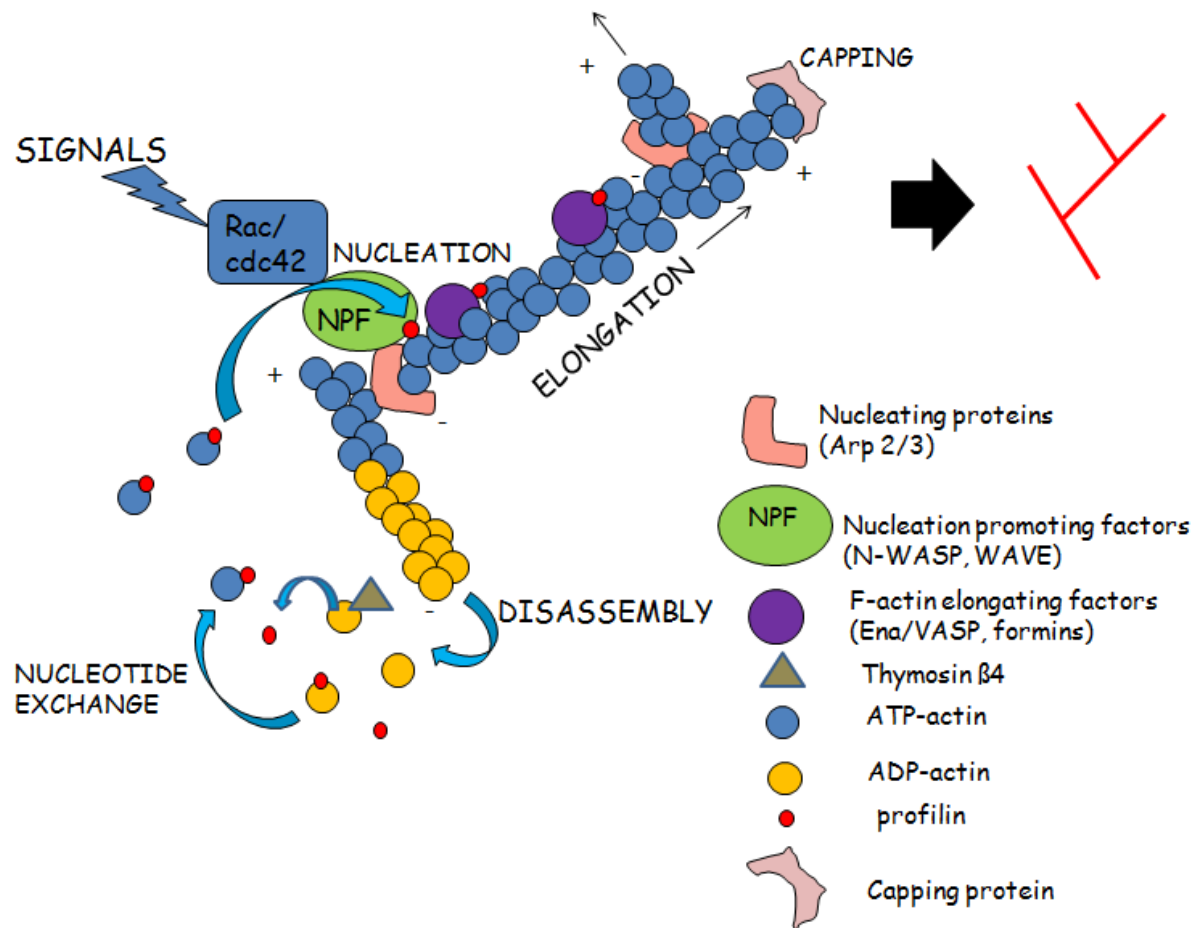 CAPPING
+
SIGNALS
Rac/
cdc42
NUCLEATION
-
+
NPF
ELONGATION
+
-
-
DISASSEMBLY
NUCLEOTIDE
EXCHANGE
Nucleating proteins
(Arp 2/3)
NPF
Nucleation promoting factors
(N-WASP, WAVE)
F-actin elongating factors
(Ena/VASP, formins)
Thymosin ß4
ATP-actin
ADP-actin
profilin
Capping protein